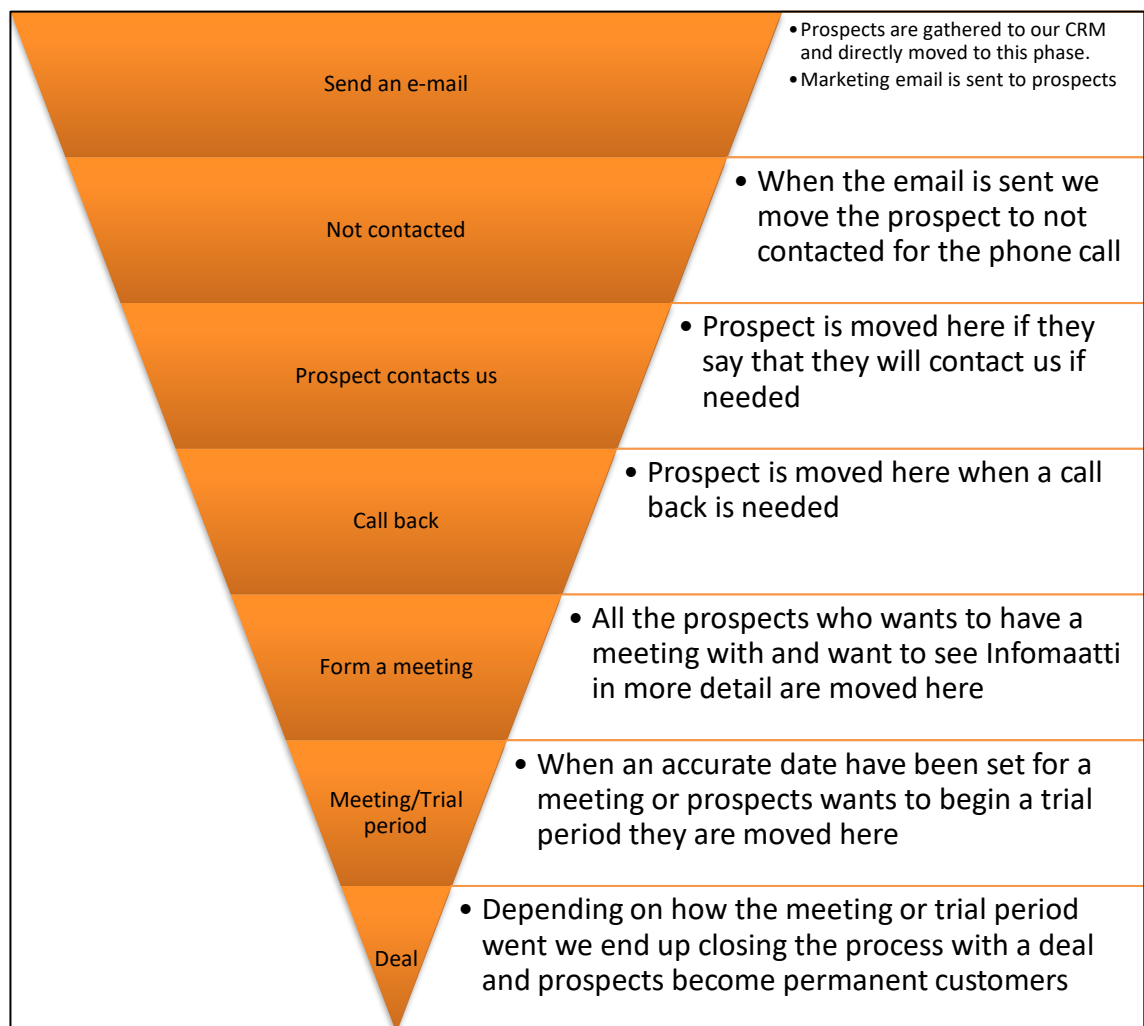 Send an e-mail
• Prospects are gathered to our CRM
and directly moved to this phase.
• Marketing email is sent to prospects
Not contacted
• When the email is sent we
move the prospect to not
contacted for the phone call
Prospect contacts us
• Prospect is moved here if they
say that they will contact us if
needed
Call back
• Prospect is moved here when a call
back is needed
Form a meeting
• All the prospects who wants to have a
meeting with and want to see Infomaatti
in more detail are moved here
Meeting/Trial
period
• When an accurate date have been set for a
meeting or prospects wants to begin a trial
period they are moved here
Deal
• Depending on how the meeting or trial period
went we end up closing the process with a deal
and prospects become permanent customers